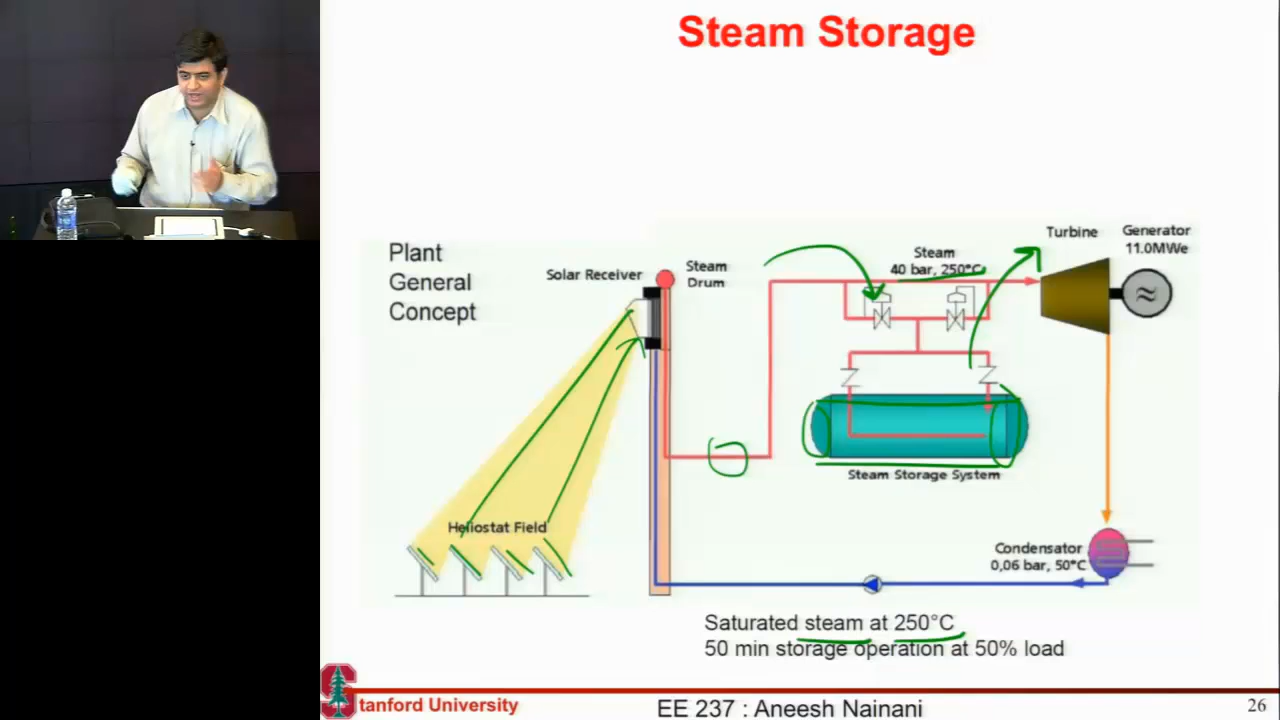 Steam Storage
Plant
General
Concept
Solar Receiver
Steam
Drum
Steam
40 bar, 250°C
Turbine
Generator
11.0MWe
Steam Storage System
Heliostat Field
Condensator
0,06 bar, 50°C
Saturated steam at 250°C
50 min storage operation at 50% load
Stanford University
EE 237 : Aneesh Nainani
26